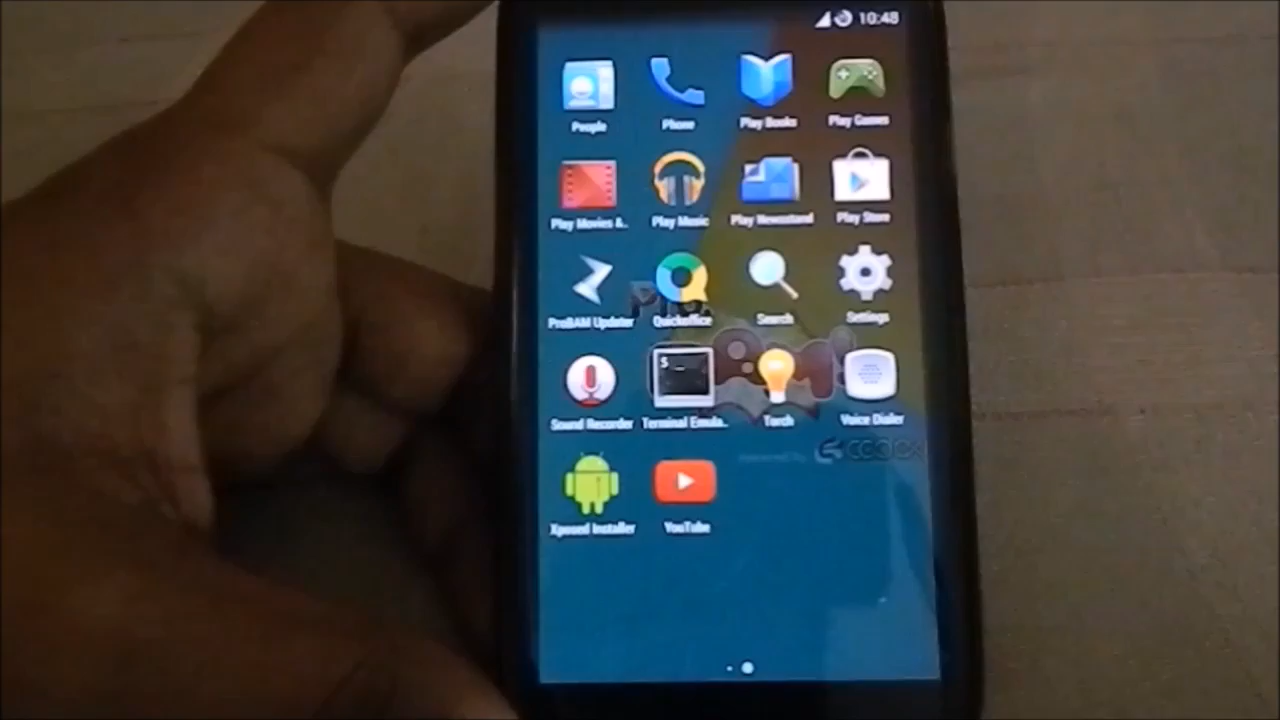 10:48
People Phone Play Books Play Games
Play Movies &.. Play Music Play Newsstand Play Store
ProBAM Updater Quickoffice Search Settings
Sound Recorder Terminal Emula.. Torch Voice Dialer
Xposed Installer YouTube